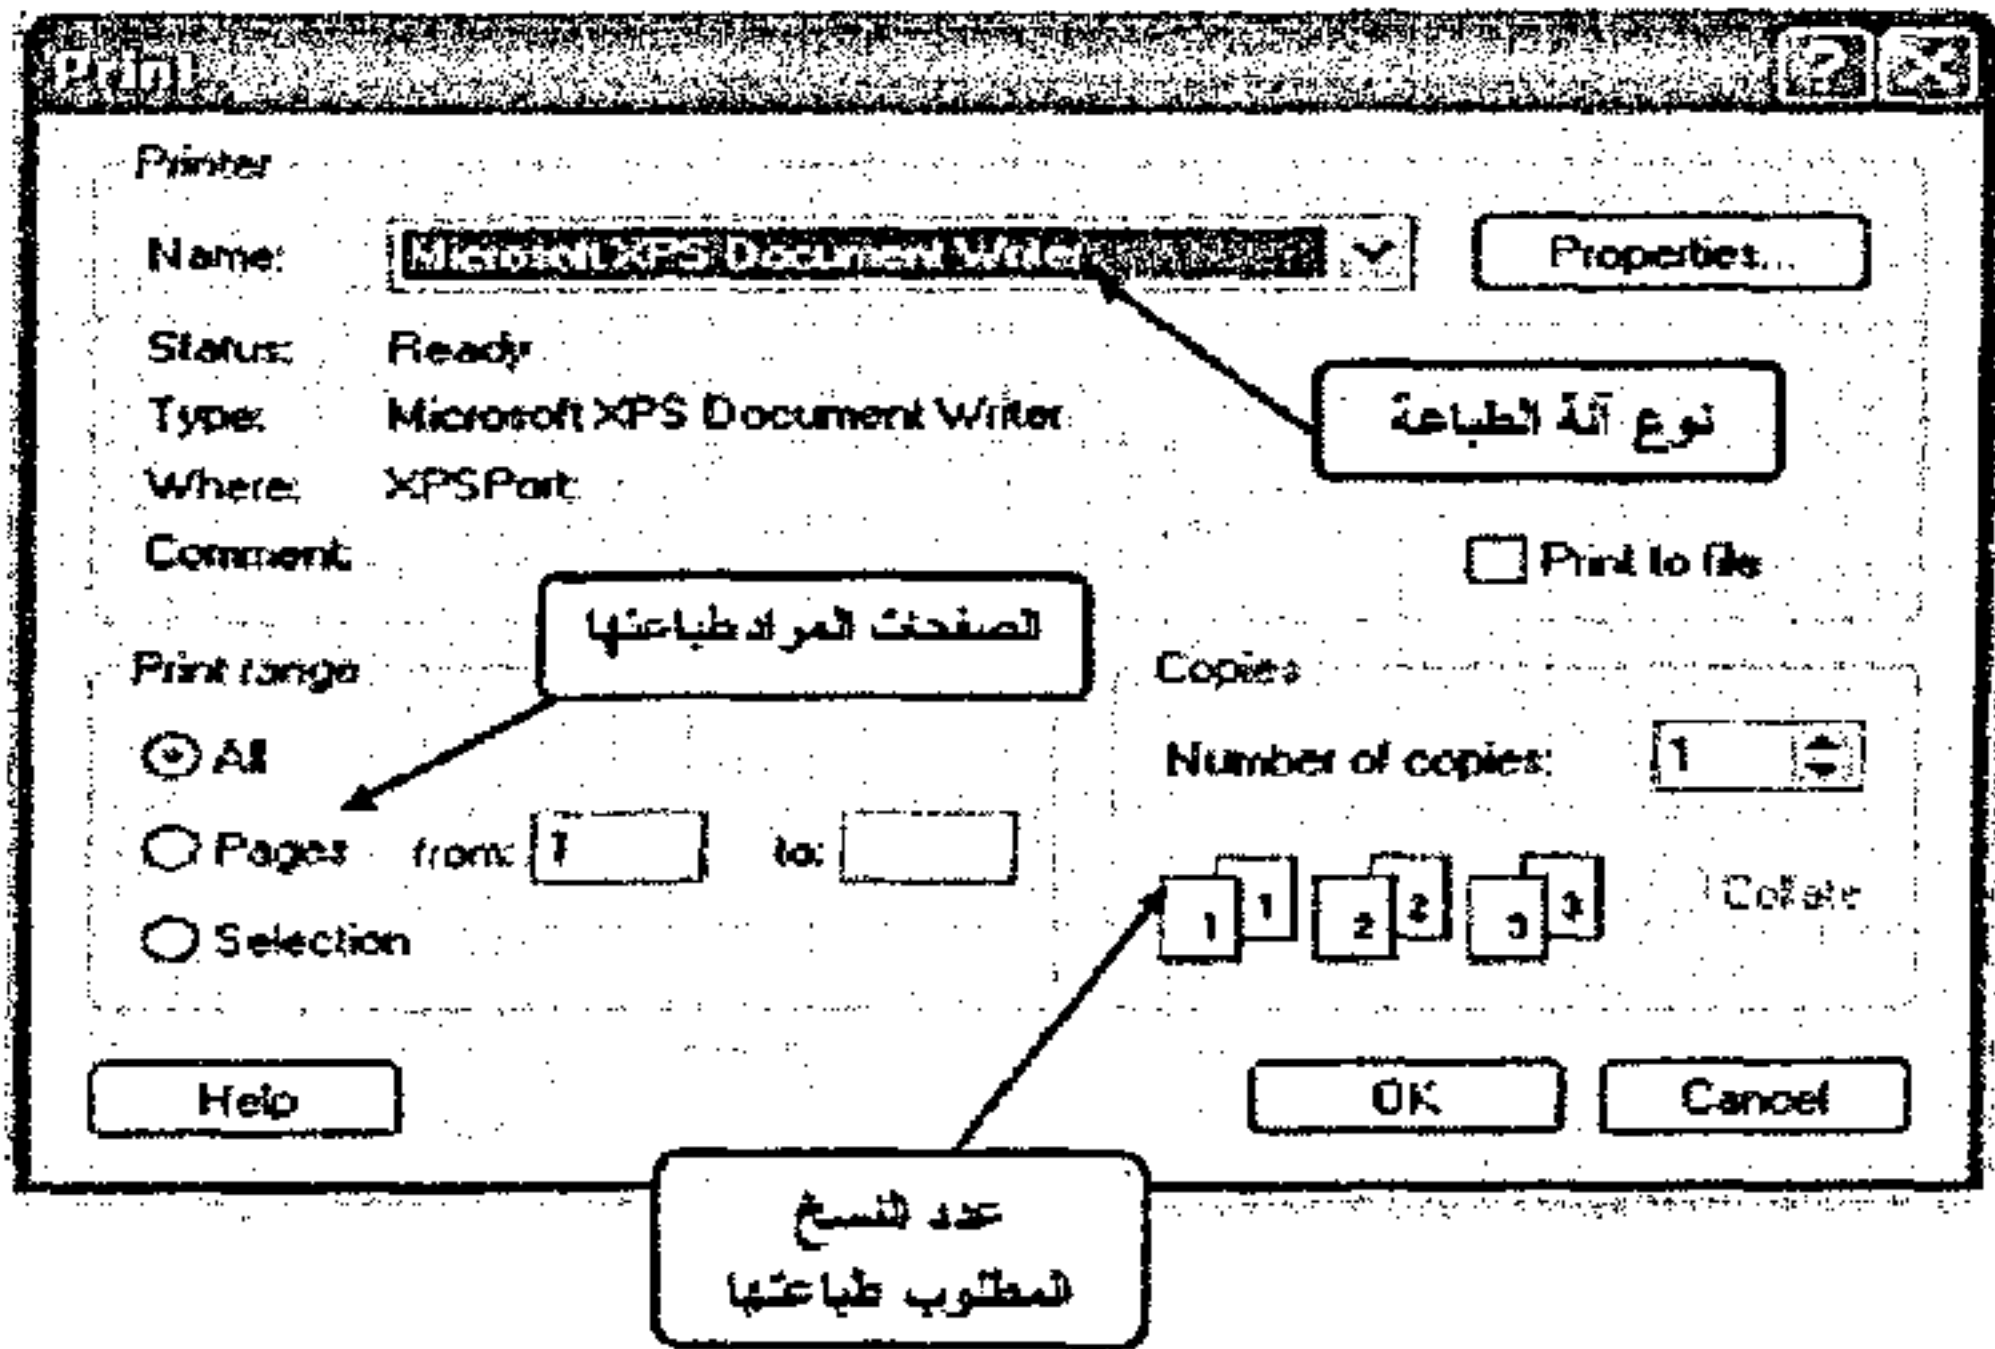 Print
Printer
Name: Microsoft XPS Document Writer Properties...
Status: Ready
Type: Microsoft XPS Document Writer
نوع آلة الطباعة
Where: XPSPort:
Comment:
Print to file
الصفحات المراد طباعتها
Print range
Copies
All
Number of copies: 1
Pages from: 1 to:
1 1 2 2 3 3 Collate
Selection
Help OK Cancel
عدد النسخ
المطلوب طباعتها